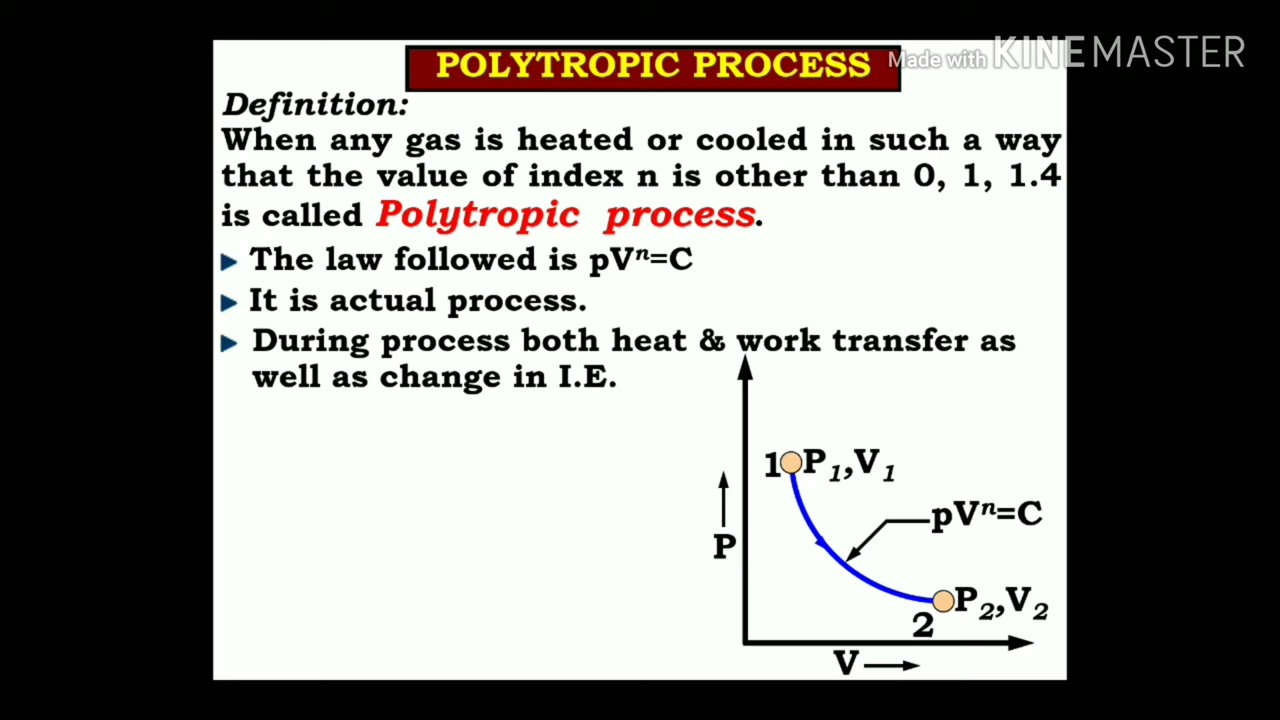 POLYTROPIC PROCESS
Made with KINEMASTER
Definition:
When any gas is heated or cooled in such a way
that the value of index n is other than 0, 1, 1.4
is called Polytropic process.
► The law followed is pVⁿ=C
► It is actual process.
► During process both heat & work transfer as
well as change in I.E.
1 P₁,V₁
pVⁿ=C
P
P₂,V₂
2
V